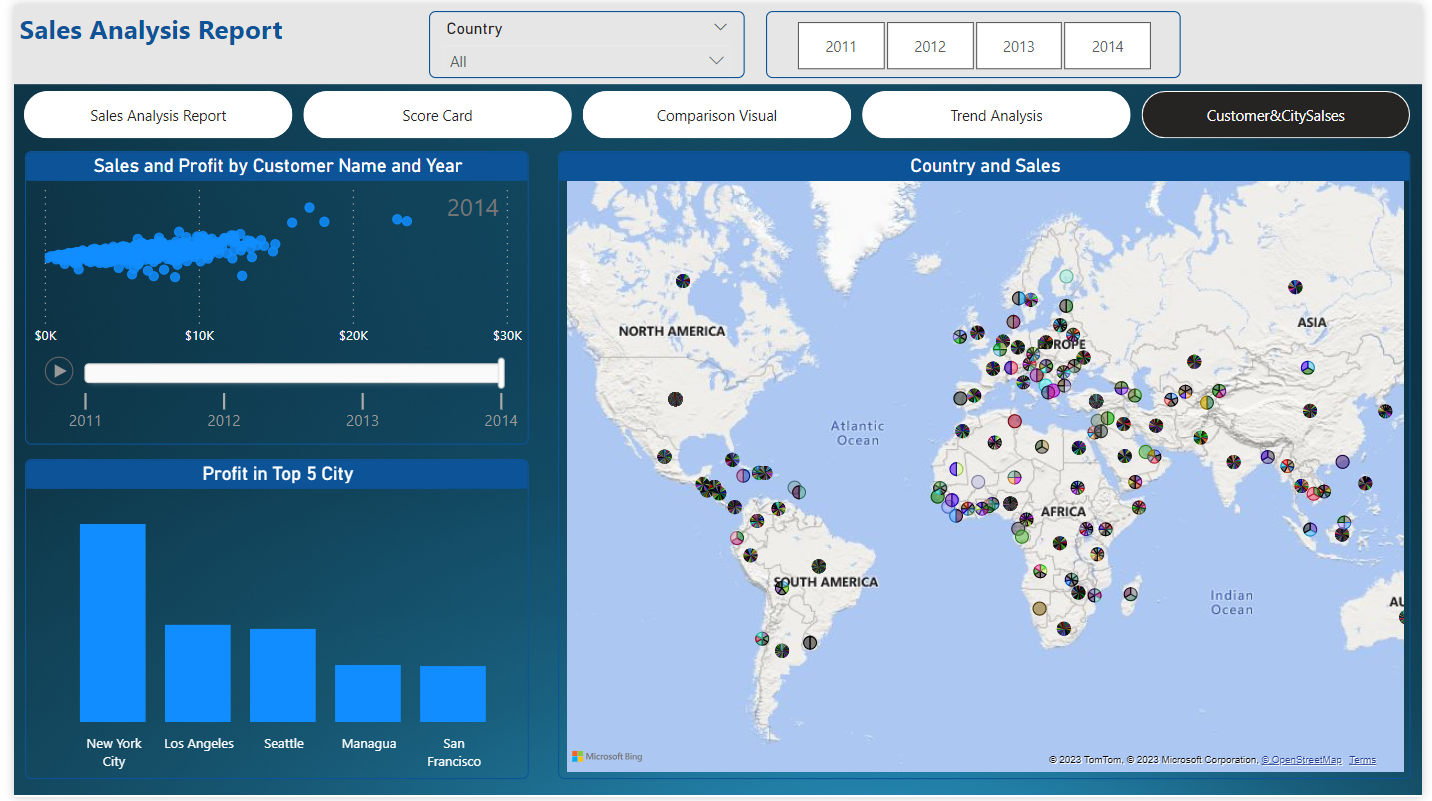 Sales Analysis Report
Country
All
2011
2012
2013
2014
Sales Analysis Report
Score Card
Comparison Visual
Trend Analysis
Customer&CitySalses
Sales and Profit by Customer Name and Year
2014
$0K
$10K
$20K
$30K
2011
2012
2013
2014
Profit in Top 5 City
New York
City
Los Angeles
Seattle
Managua
San
Francisco
Country and Sales
NORTH AMERICA
EUROPE
ASIA
Atlantic
Ocean
AFRICA
SOUTH AMERICA
Indian
Ocean
AU
Microsoft Bing
© 2023 TomTom, © 2023 Microsoft Corporation, © OpenStreetMap Terms